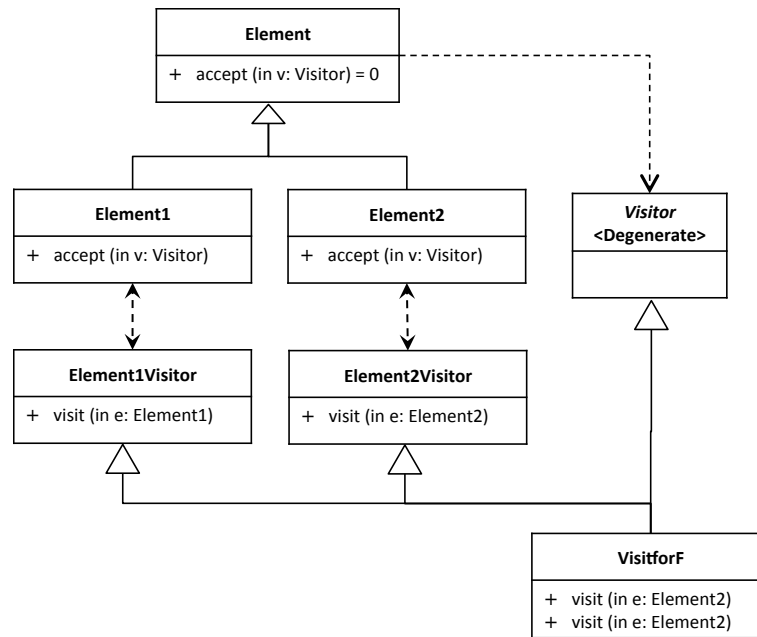 Element
+ accept (in v: Visitor) = 0
Element1
+ accept (in v: Visitor)
Element2
+ accept (in v: Visitor)
Visitor
<Degenerate>
Element1Visitor
+ visit (in e: Element1)
Element2Visitor
+ visit (in e: Element2)
VisitforF
+ visit (in e: Element2)
+ visit (in e: Element2)